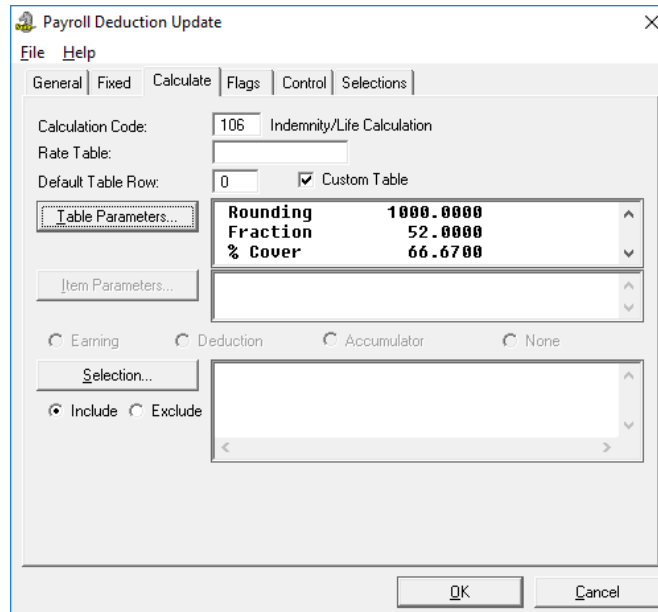 Payroll Deduction Update
File Help
General Fixed Calculate Flags Control Selections
Calculation Code: 106 Indemnity/Life Calculation
Rate Table:
Default Table Row: 0 Custom Table
Table Parameters... Rounding 1000.0000
Fraction 52.0000
% Cover 66.6700
Item Parameters...
Earning Deduction Accumulator None
Selection...
Include Exclude
OK Cancel